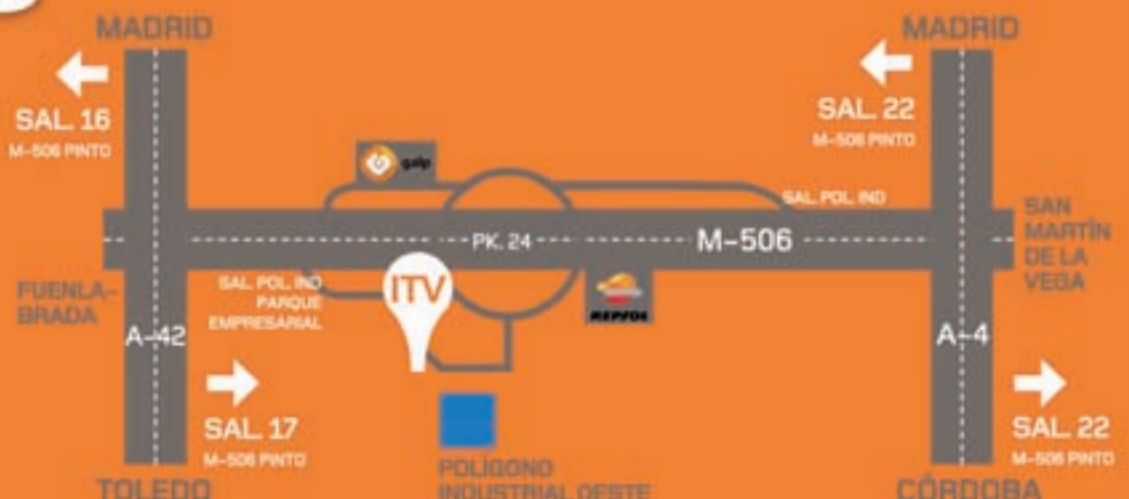 MADRID
MADRID
SAL. 16
M-506 PINTO
SAL. 22
M-506 PINTO
galp
SAL. POL. IND
PK. 24
M-506
SAN
MARTÍN
DE LA
VEGA
FUENLA-
BRADA
SAL. POL. IND
PARQUE
EMPRESARIAL
ITV
REPSOL
A-42
A-4
SAL. 17
M-506 PINTO
SAL. 22
M-506 PINTO
TOLEDO
POLÍGONO
INDUSTRIAL OESTE
CÓRDOBA